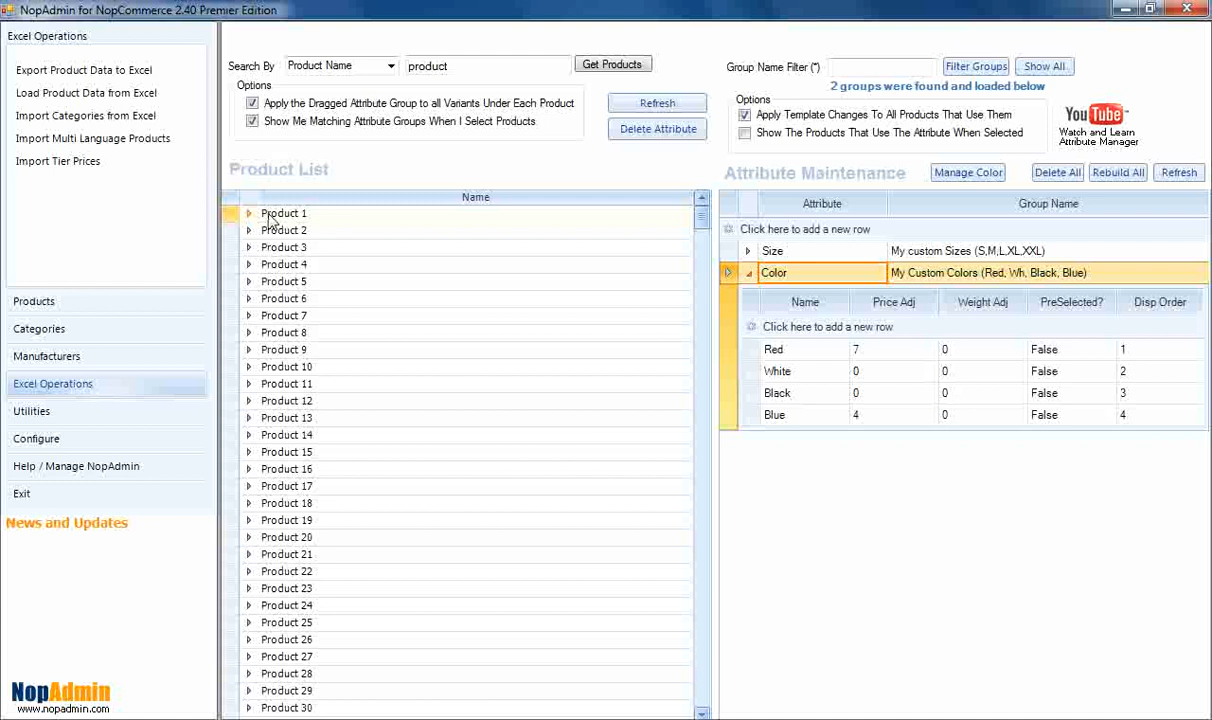 NopAdmin for NopCommerce 2.40 Premier Edition
Excel Operations
Export Product Data to Excel
Load Product Data from Excel
Import Categories from Excel
Import Multi Language Products
Import Tier Prices
Products
Categories
Manufacturers
Excel Operations
Utilities
Configure
Help / Manage NopAdmin
Exit
News and Updates
NopAdmin
www.nopadmin.com
Search By Product Name product Get Products
Options
Apply the Dragged Attribute Group to all Variants Under Each Product
Show Me Matching Attribute Groups When I Select Products
Refresh
Delete Attribute
Product List
Name
Product 1
Product 2
Product 3
Product 4
Product 5
Product 6
Product 7
Product 8
Product 9
Product 10
Product 11
Product 12
Product 13
Product 14
Product 15
Product 16
Product 17
Product 18
Product 19
Product 20
Product 21
Product 22
Product 23
Product 24
Product 25
Product 26
Product 27
Product 28
Product 29
Product 30
Group Name Filter (*) Filter Groups Show All
2 groups were found and loaded below
Options
Apply Template Changes To All Products That Use Them
Show The Products That Use The Attribute When Selected
YouTube
Watch and Learn
Attribute Manager
Attribute Maintenance Manage Color Delete All Rebuild All Refresh
Attribute Group Name
Click here to add a new row
Size My custom Sizes (S,M,L,XL,XXL)
Color My Custom Colors (Red, Wh, Black, Blue)
Name Price Adj Weight Adj PreSelected? Disp Order
Click here to add a new row
Red 7 0 False 1
White 0 0 False 2
Black 0 0 False 3
Blue 4 0 False 4